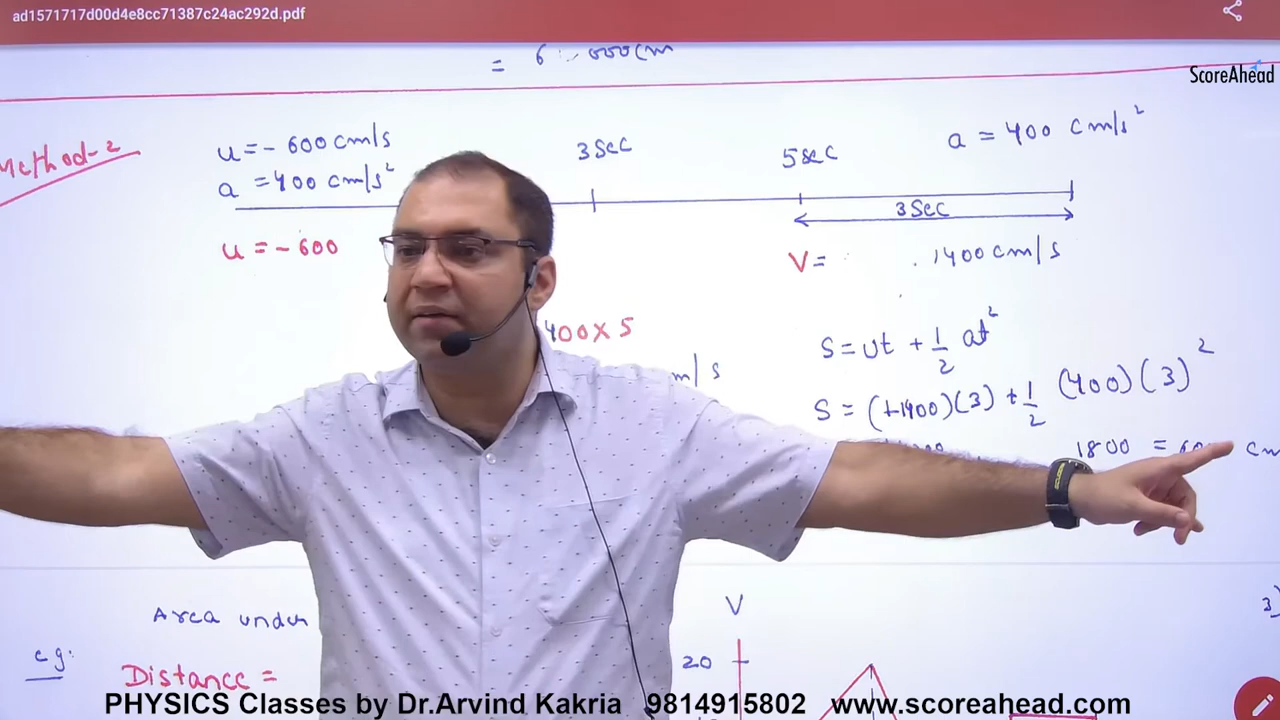 ad1571717d00d4e8cc71387c24ac292d.pdf
ScoreAhead
Method-2
u = - 600 cm/s
a = 400 cm/s²
3 Sec
5 sec
a = 400 cm/s²
3 Sec
u = - 600
V = 1400 cm/s
400 x 5
m/s
S = Ut + 1/2 at²
S = (+1400)(3) + 1/2 (400)(3)²
1800 =
cm
Area under
V
3)
eg:
20
Distance =
PHYSICS Classes by Dr.Arvind Kakria 9814915802 www.scoreahead.com